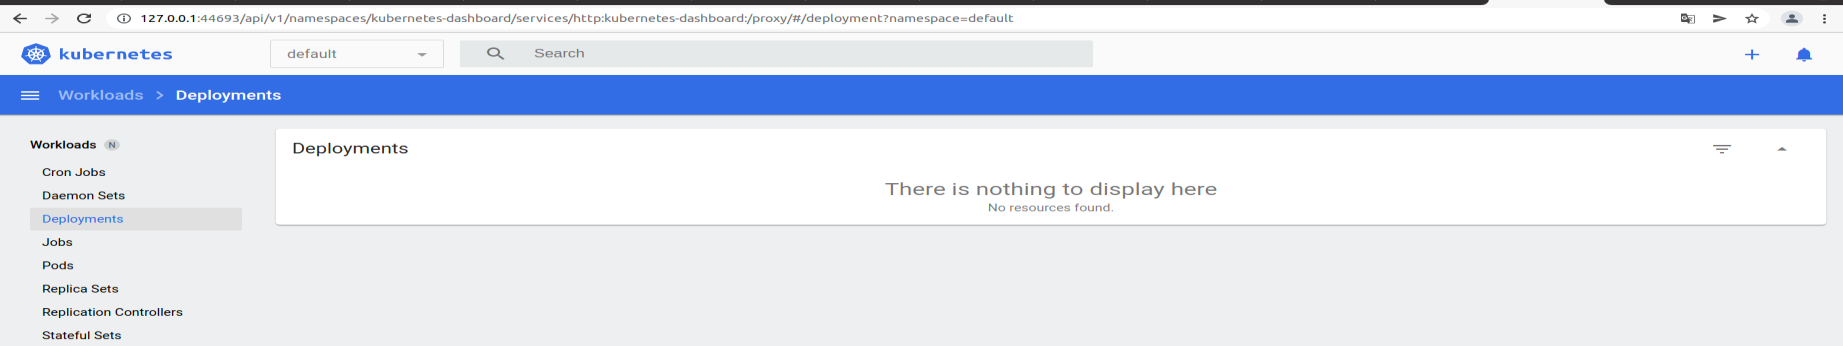 127.0.0.1:44693/api/v1/namespaces/kubernetes-dashboard/services/http:kubernetes-dashboard:/proxy/#/deployment?namespace=default
kubernetes
default
Search
Workloads > Deployments
Workloads N
Cron Jobs
Daemon Sets
Deployments
Jobs
Pods
Replica Sets
Replication Controllers
Stateful Sets
Deployments
There is nothing to display here
No resources found.